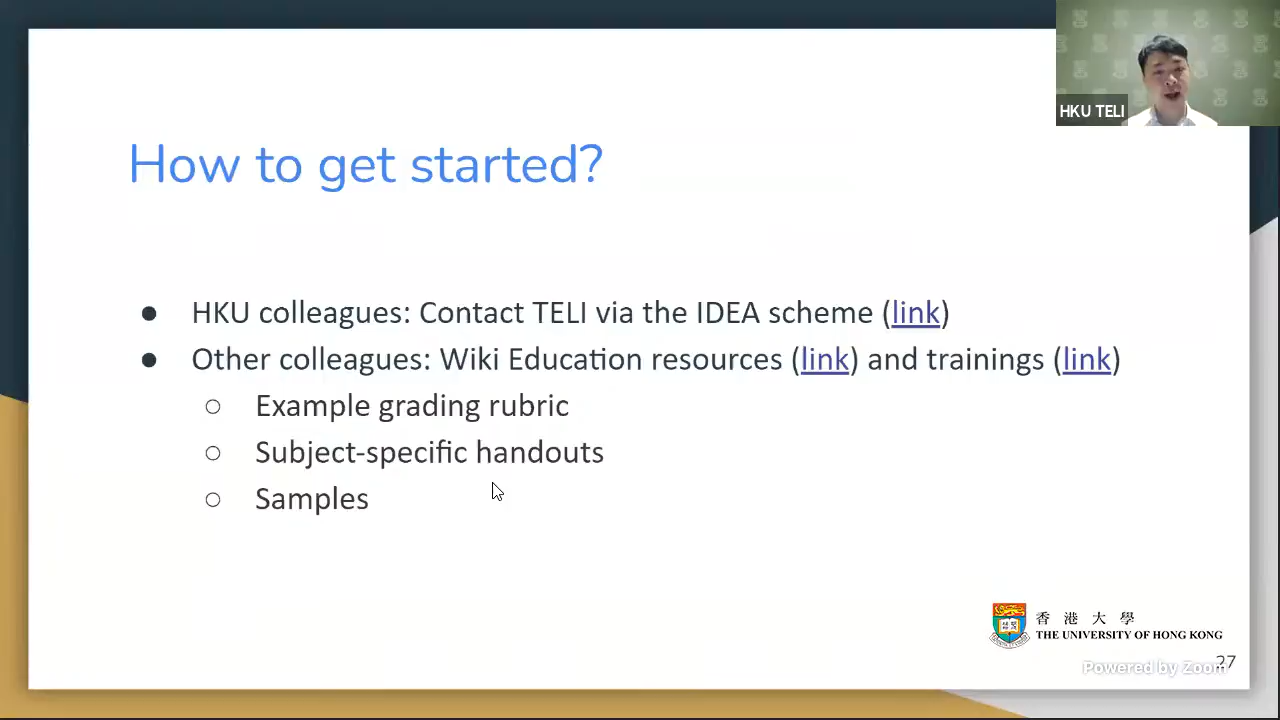 HKU TELI
How to get started?
● HKU colleagues: Contact TELI via the IDEA scheme (link)
● Other colleagues: Wiki Education resources (link) and trainings (link)
○ Example grading rubric
○ Subject-specific handouts
○ Samples
香港大學
THE UNIVERSITY OF HONG KONG
27
Powered by Zoom